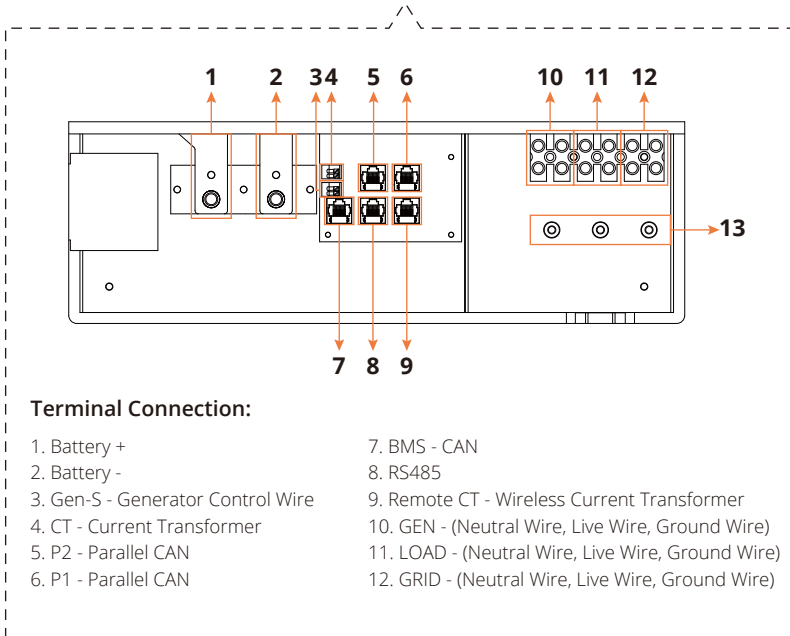 1 2 34 5 6 10 11 12
13
7 8 9
Terminal Connection:
1. Battery +
2. Battery -
3. Gen-S - Generator Control Wire
4. CT - Current Transformer
5. P2 - Parallel CAN
6. P1 - Parallel CAN
7. BMS - CAN
8. RS485
9. Remote CT - Wireless Current Transformer
10. GEN - (Neutral Wire, Live Wire, Ground Wire)
11. LOAD - (Neutral Wire, Live Wire, Ground Wire)
12. GRID - (Neutral Wire, Live Wire, Ground Wire)